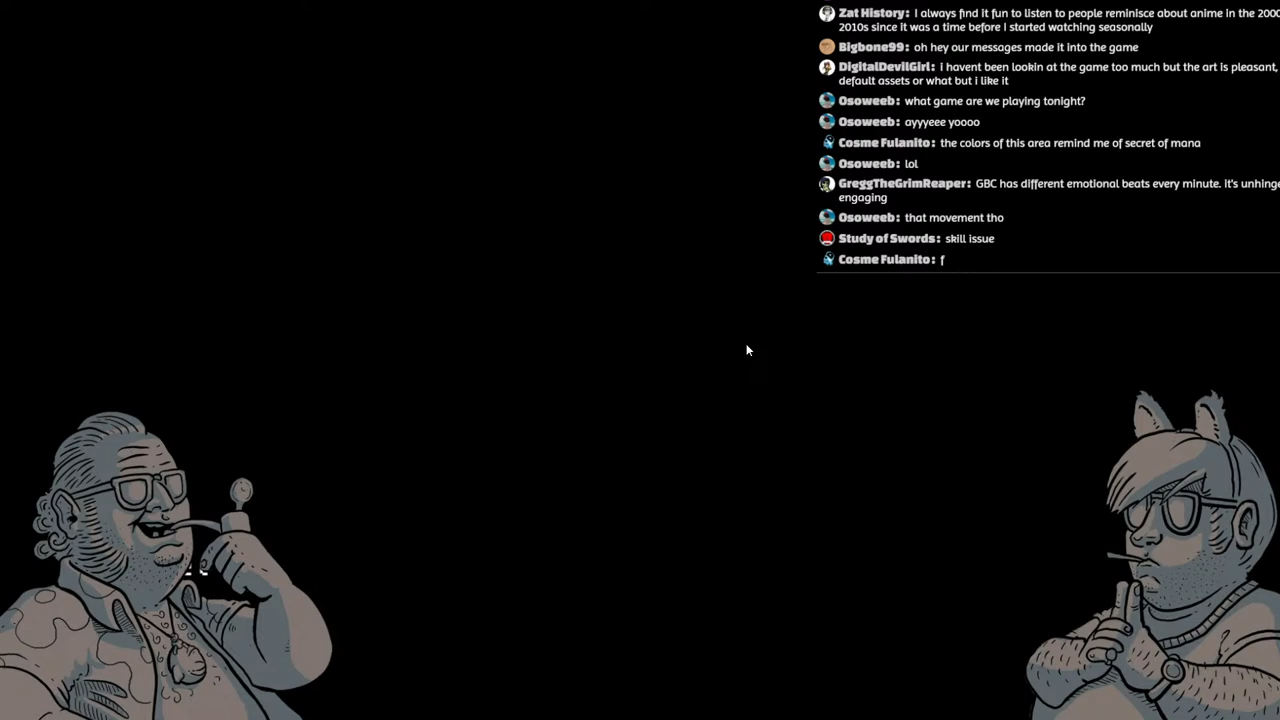 Zat History: I always find it fun to listen to people reminisce about anime in the 200
2010s since it was a time before i started watching seasonally
Bigbone99: oh hey our messages made it into the game
DigitalDevilGirl: i havent been lookin at the game too much but the art is pleasant,
default assets or what but i like it
Osoweeb: what game are we playing tonight?
Osoweeb: ayyyeee yoooo
Cosme Fulanito: the colors of this area remind me of secret of mana
Osoweeb: lol
GreggTheGrimReaper: GBC has different emotional beats every minute. It's unhinge
engaging
Osoweeb: that movement tho
Study of Swords: skill issue
Cosme Fulanito: f